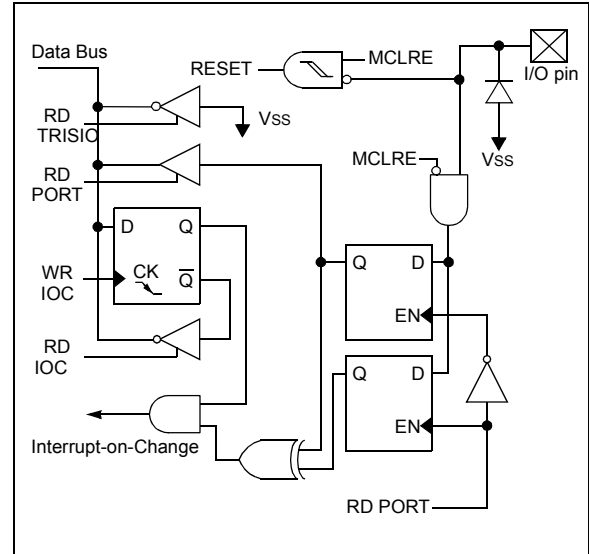 Data Bus
MCLRE
RESET
I/O pin
RD
TRISIO
VSS
VSS
RD
PORT
MCLRE
D
Q
Q
D
WR
IOC
CK
Q
EN
RD
IOC
Q
D
EN
Interrupt-on-Change
RD PORT